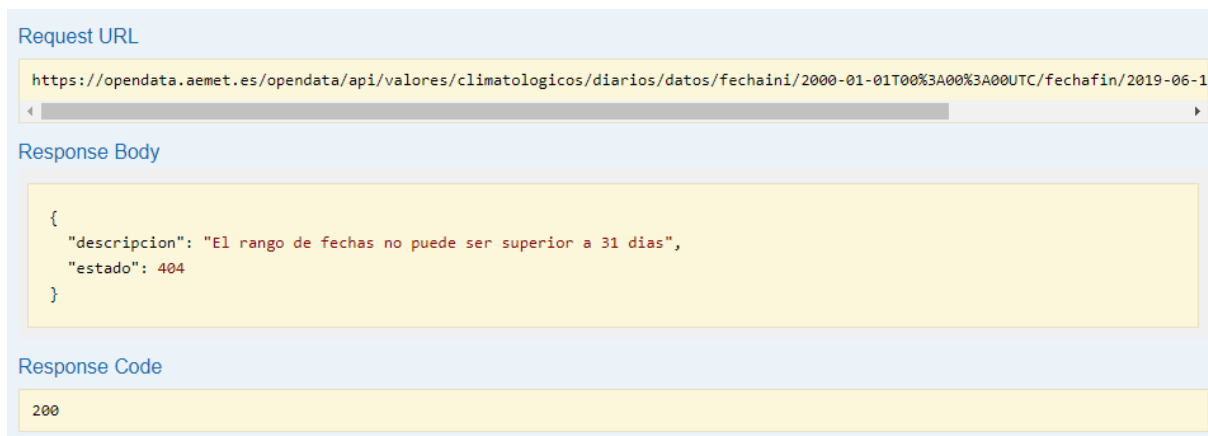 Request URL
https://opendata.aemet.es/opendata/api/valores/climatologicos/diarios/datos/fechaini/2000-01-01T00%3A00%3A00UTC/fechafin/2019-06-1
Response Body
{
"descripcion": "El rango de fechas no puede ser superior a 31 dias",
"estado": 404
}
Response Code
200